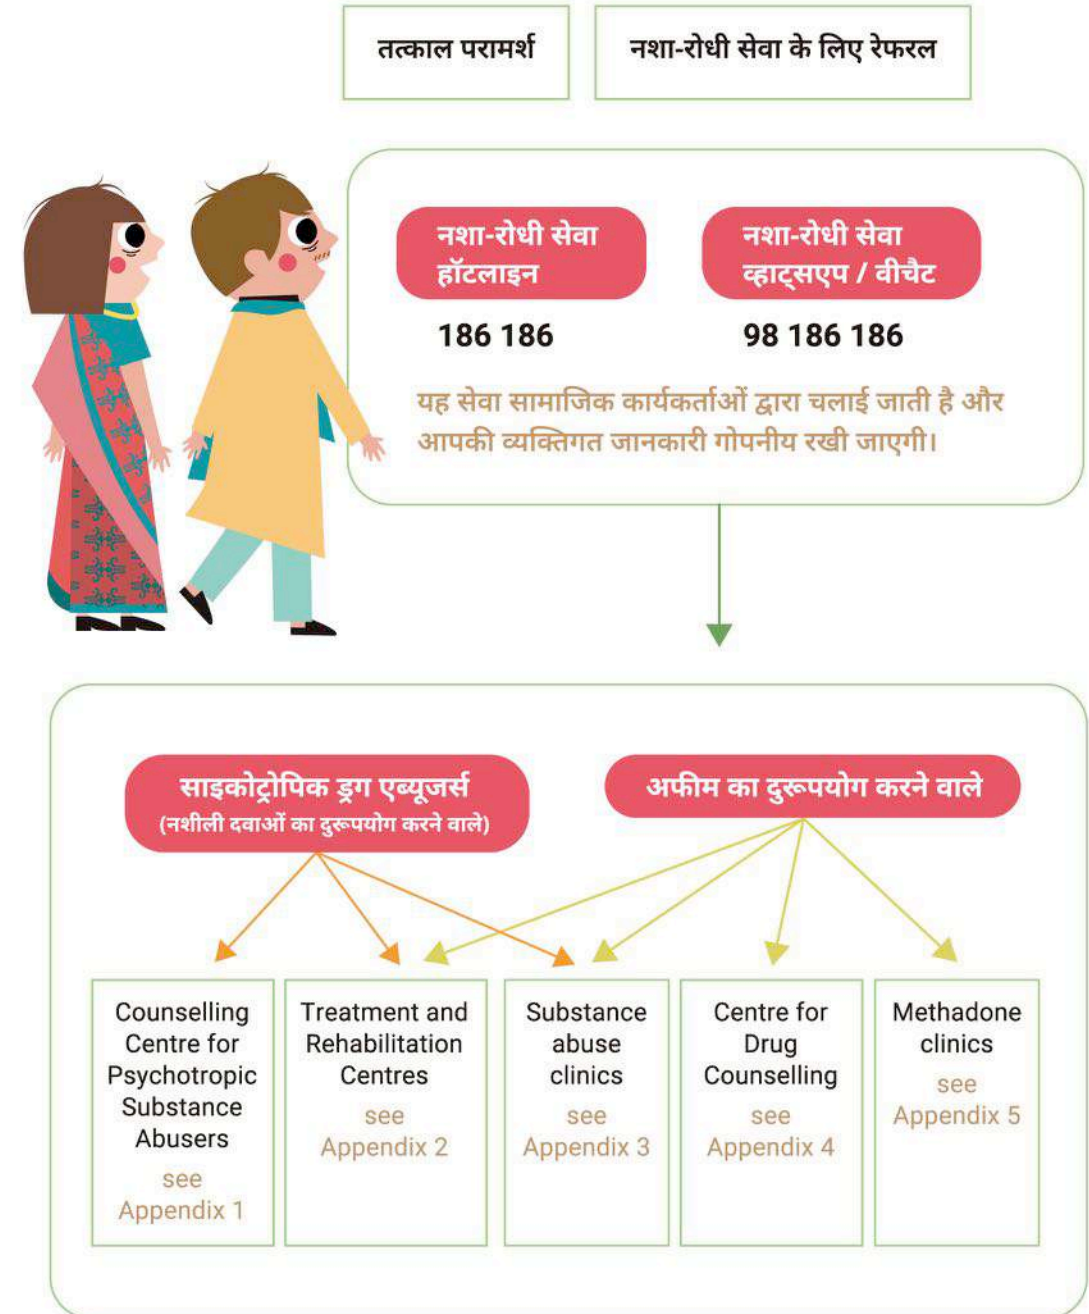 तत्काल परामर्श
नशा-रोधी सेवा के लिए रेफरल
नशा-रोधी सेवा
हॉटलाइन
186 186
नशा-रोधी सेवा
व्हाट्सएप / वीचैट
98 186 186
यह सेवा सामाजिक कार्यकर्ताओं द्वारा चलाई जाती है और
आपकी व्यक्तिगत जानकारी गोपनीय रखी जाएगी।
साइकोट्रोपिक ड्रग एब्यूजर्स
(नशीली दवाओं का दुरूपयोग करने वाले)
अफीम का दुरूपयोग करने वाले
Counselling
Centre for
Psychotropic
Substance
Abusers
see
Appendix 1
Treatment and
Rehabilitation
Centres
see
Appendix 2
Substance
abuse
clinics
see
Appendix 3
Centre for
Drug
Counselling
see
Appendix 4
Methadone
clinics
see
Appendix 5